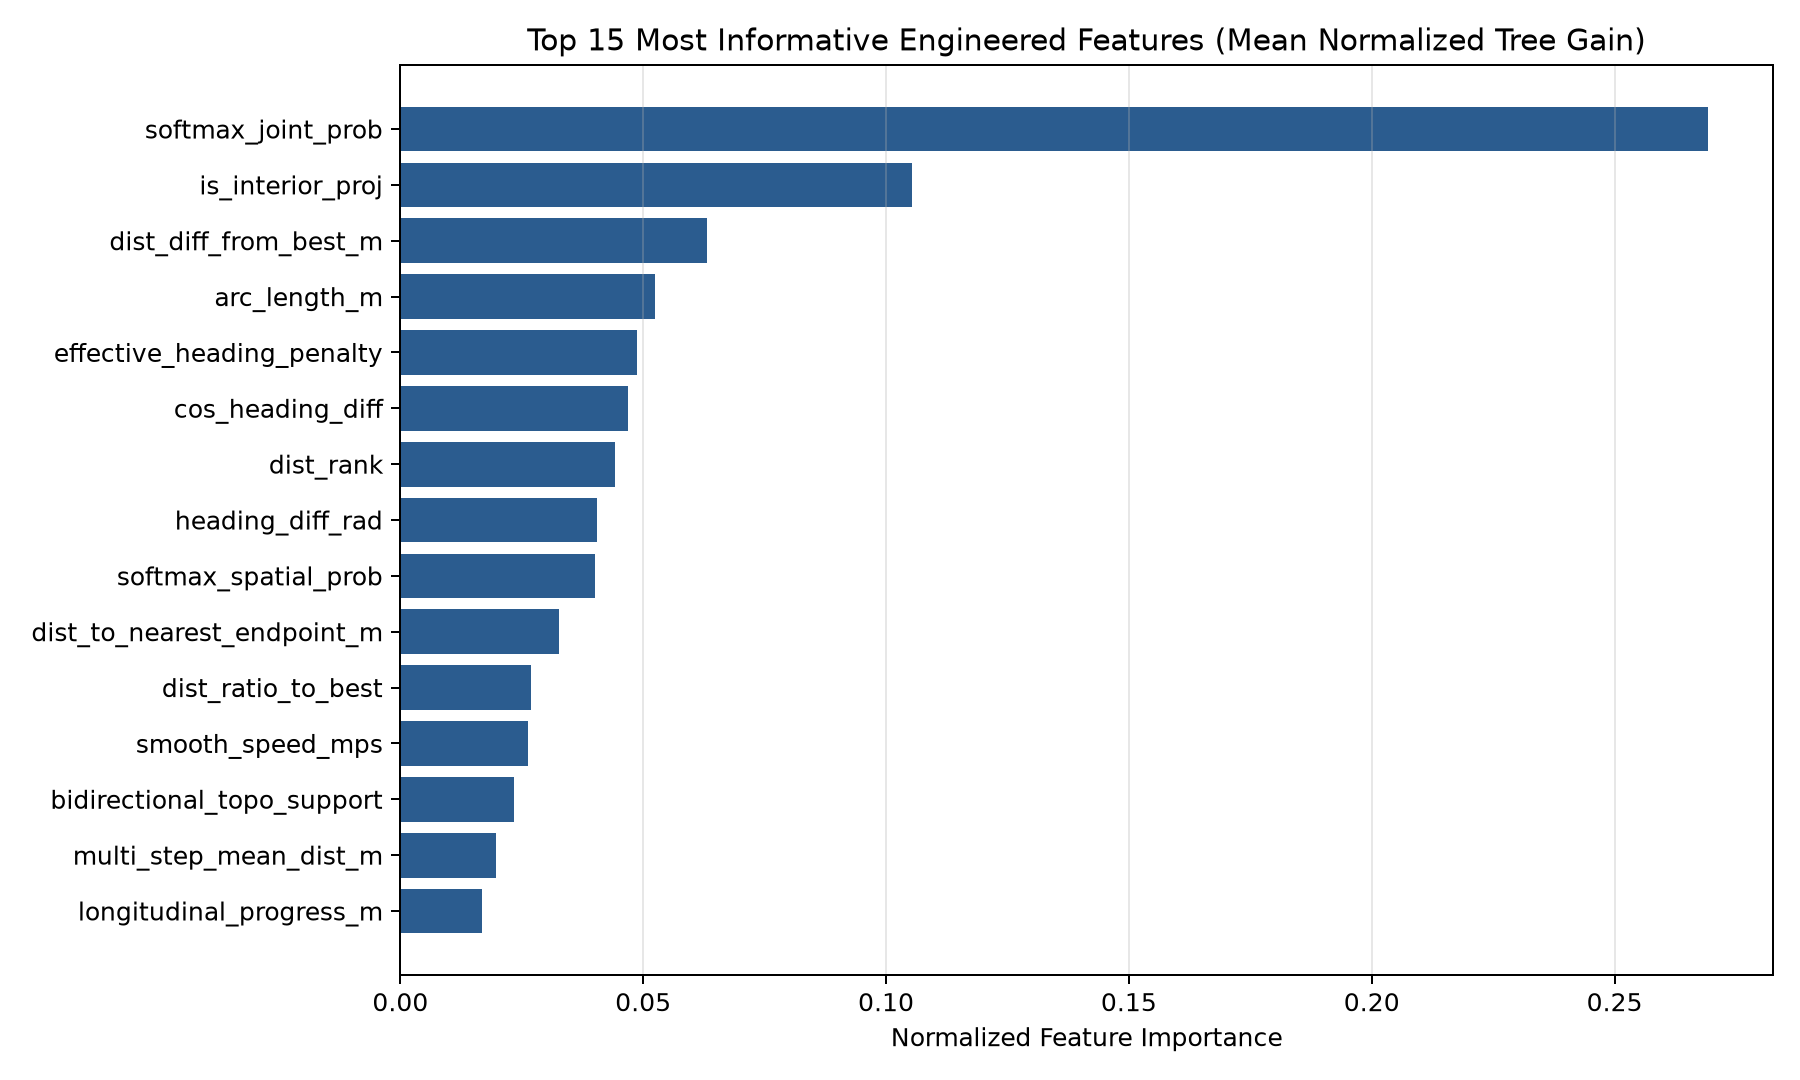 Top 15 Most Informative Engineered Features (Mean Normalized Tree Gain)
softmax_joint_prob
is_interior_proj
dist_diff_from_best_m
arc_length_m
effective_heading_penalty
cos_heading_diff
dist_rank
heading_diff_rad
softmax_spatial_prob
dist_to_nearest_endpoint_m
dist_ratio_to_best
smooth_speed_mps
bidirectional_topo_support
multi_step_mean_dist_m
longitudinal_progress_m
0.00 0.05 0.10 0.15 0.20 0.25
Normalized Feature Importance